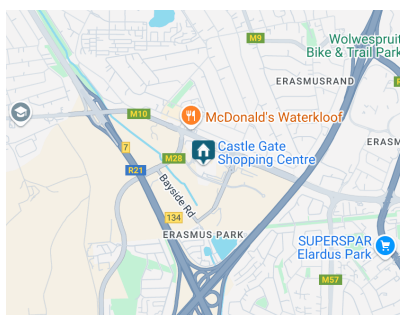 Wolwespruit
Bike & Trail Park
M9
ERASMUSRAND
M10
McDonald's Waterkloof
ERASM
7
Castle Gate
Shopping Centre
M28
R21
Bayside Rd
134
ERASMUS PARK
SUPERSPAR
Elardus Park
M57